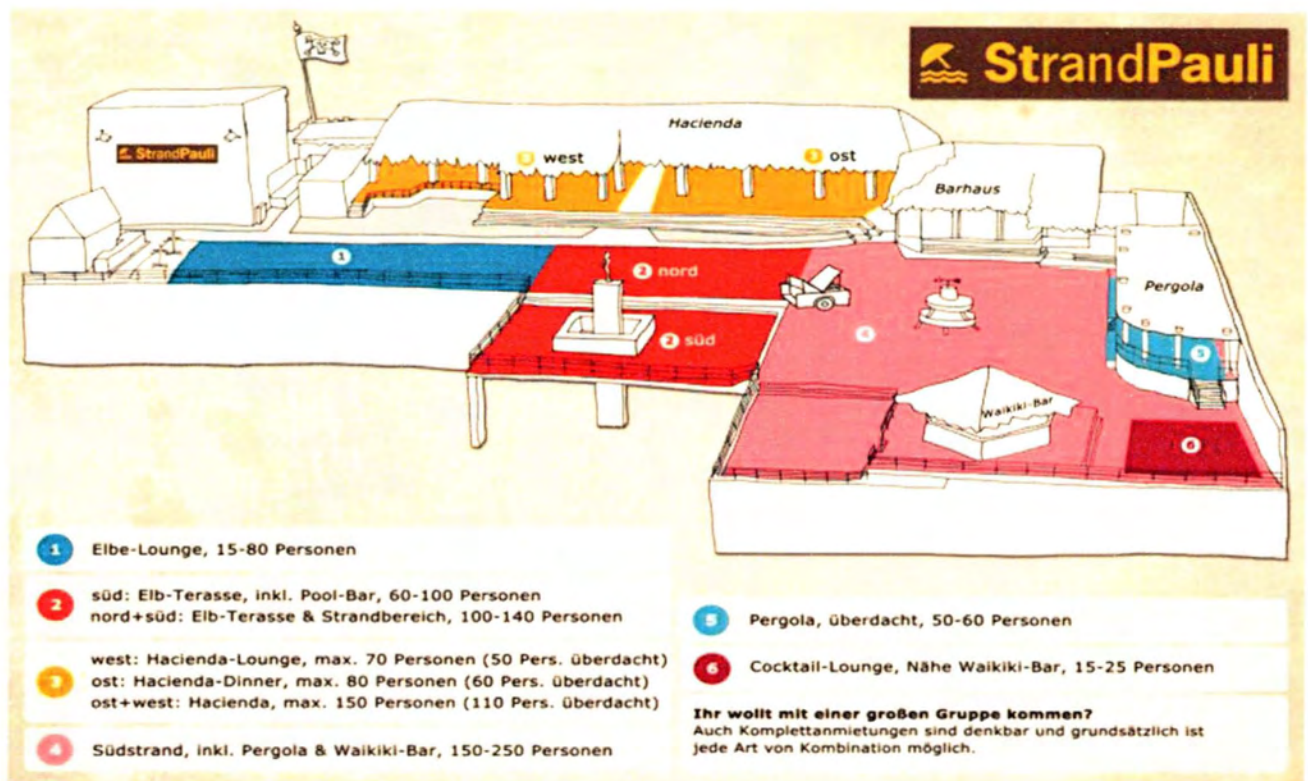 StrandPauli
StrandPauli
Hacienda
3 west
3 ost
Barhaus
1
2 nord
Pergola
2 süd
4
5
Waikiki-Bar
6
1 Elbe-Lounge, 15-80 Personen
2 süd: Elb-Terasse, inkl. Pool-Bar, 60-100 Personen
nord+süd: Elb-Terasse & Strandbereich, 100-140 Personen
3 west: Hacienda-Lounge, max. 70 Personen (50 Pers. überdacht)
ost: Hacienda-Dinner, max. 80 Personen (60 Pers. überdacht)
ost+west: Hacienda, max. 150 Personen (110 Pers. überdacht)
4 Südstrand, inkl. Pergola & Waikiki-Bar, 150-250 Personen
5 Pergola, überdacht, 50-60 Personen
6 Cocktail-Lounge, Nähe Waikiki-Bar, 15-25 Personen
Ihr wollt mit einer großen Gruppe kommen?
Auch Komplettanmietungen sind denkbar und grundsätzlich ist
jede Art von Kombination möglich.